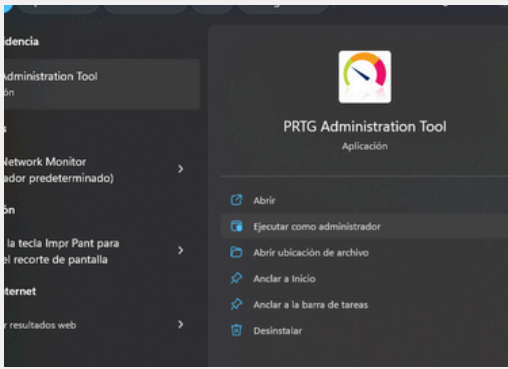 idencia
Administration Tool
ón
s
Network Monitor
ador predeterminado)
ón
la tecla Impr Pant para
el recorte de pantalla
ternet
r resultados web
PRTG Administration Tool
Aplicación
Abrir
Ejecutar como administrador
Abrir ubicación de archivo
Anclar a Inicio
Anclar a la barra de tareas
Desinstalar